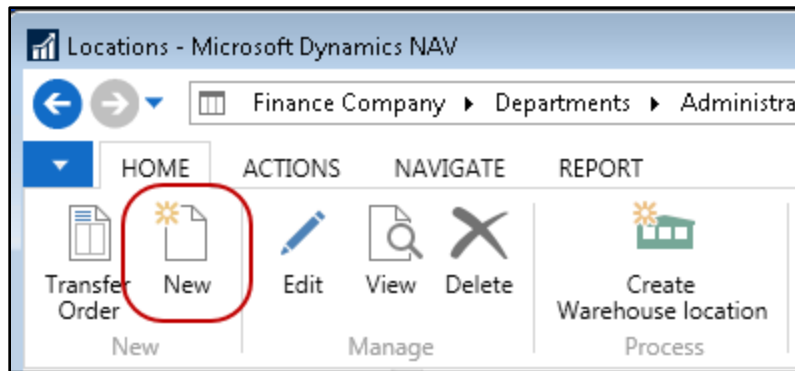 Locations - Microsoft Dynamics NAV
Finance Company Departments Administra
HOME ACTIONS NAVIGATE REPORT
Transfer Order
New
Edit
View
Delete
Create Warehouse location
New
Manage
Process